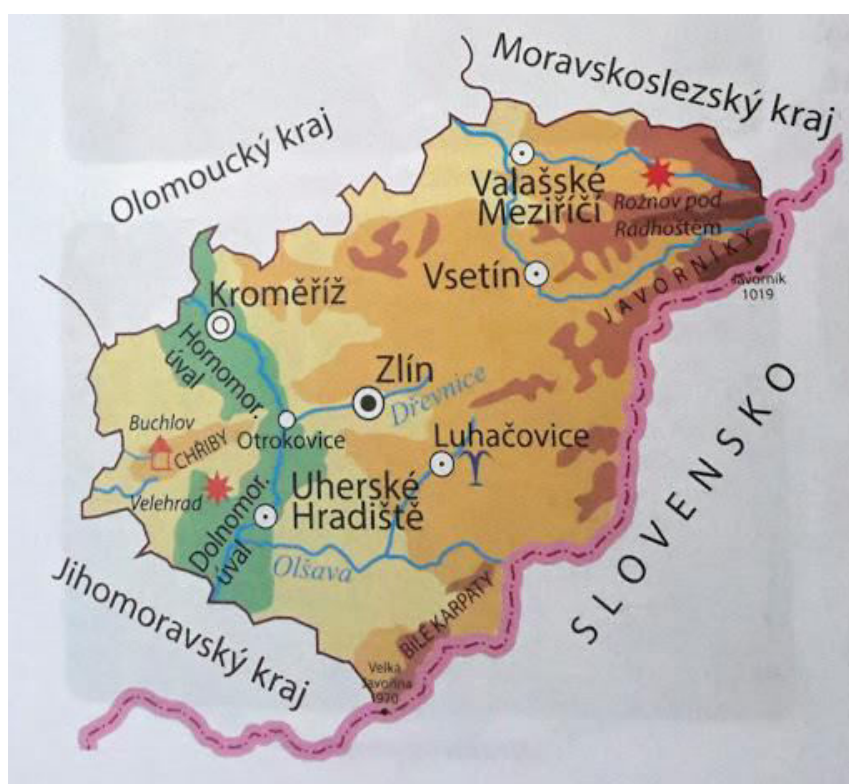 Moravskoslezský kraj
Olomoucký kraj
Valašské
Meziříčí
Rožnov pod
Radhoštěm
Vsetín
JAVORNÍKY
Javorník
1019
Kroměříž
Hornomor.
úval
Zlín
Dřevnice
Otrokovice
Buchlov
CHŘIBY
Luhačovice
Velehrad
Uherské
Hradiště
Dolnomor.
úval
Olšava
SLOVENSKO
Jihomoravský kraj
BÍLÉ KARPATY
Velká
Javořina